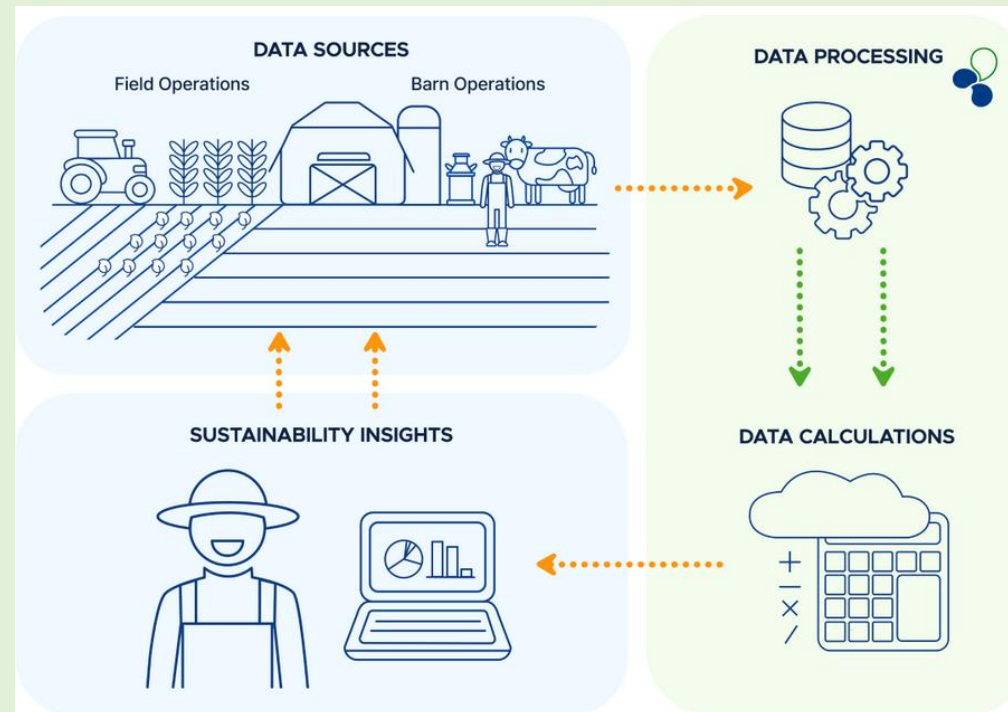 DATA SOURCES
Field Operations
Barn Operations
DATA PROCESSING
SUSTAINABILITY INSIGHTS
DATA CALCULATIONS
+
−
×
/